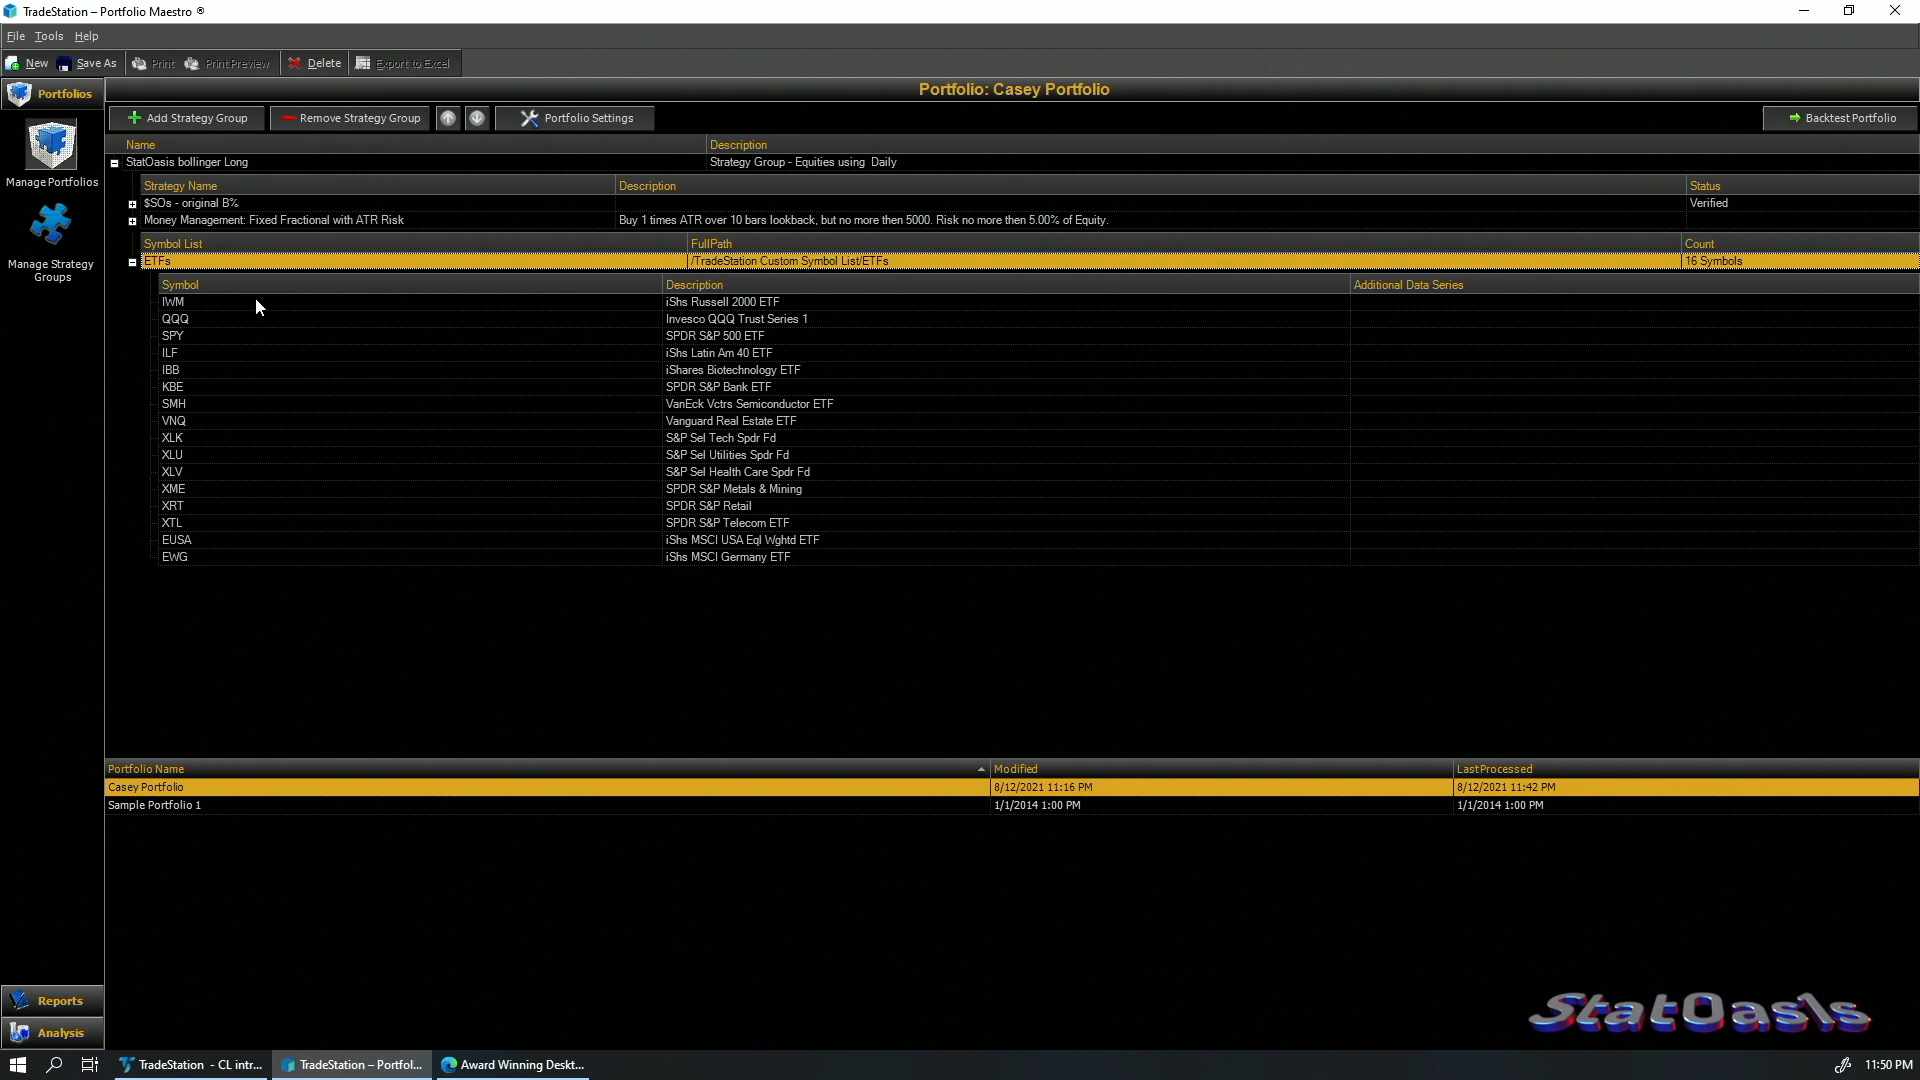 TradeStation – Portfolio Maestro ®
File Tools Help
New Save As Print Print Preview Delete Export to Excel
Portfolios
Portfolio: Casey Portfolio
Add Strategy Group Remove Strategy Group Portfolio Settings Backtest Portfolio
Name Description
StatOasis bollinger Long Strategy Group - Equities using Daily
Manage Portfolios
Strategy Name Description Status
$SOs - original B% Verified
Money Management: Fixed Fractional with ATR Risk Buy 1 times ATR over 10 bars lookback, but no more then 5000. Risk no more then 5.00% of Equity.
Symbol List FullPath Count
ETFs /TradeStation Custom Symbol List/ETFs 16 Symbols
Manage Strategy
Groups
Symbol Description Additional Data Series
IWM iShs Russell 2000 ETF
QQQ Invesco QQQ Trust Series 1
SPY SPDR S&P 500 ETF
ILF iShs Latin Am 40 ETF
IBB iShares Biotechnology ETF
KBE SPDR S&P Bank ETF
SMH VanEck Vctrs Semiconductor ETF
VNQ Vanguard Real Estate ETF
XLK S&P Sel Tech Spdr Fd
XLU S&P Sel Utilities Spdr Fd
XLV S&P Sel Health Care Spdr Fd
XME SPDR S&P Metals & Mining
XRT SPDR S&P Retail
XTL SPDR S&P Telecom ETF
EUSA iShs MSCI USA Eql Wghtd ETF
EWG iShs MSCI Germany ETF
Portfolio Name Modified LastProcessed
Casey Portfolio 8/12/2021 11:16 PM 8/12/2021 11:42 PM
Sample Portfolio 1 1/1/2014 1:00 PM 1/1/2014 1:00 PM
Reports
Analysis
StatOasis
TradeStation - CL intr... TradeStation – Portfol... Award Winning Deskt... 11:50 PM